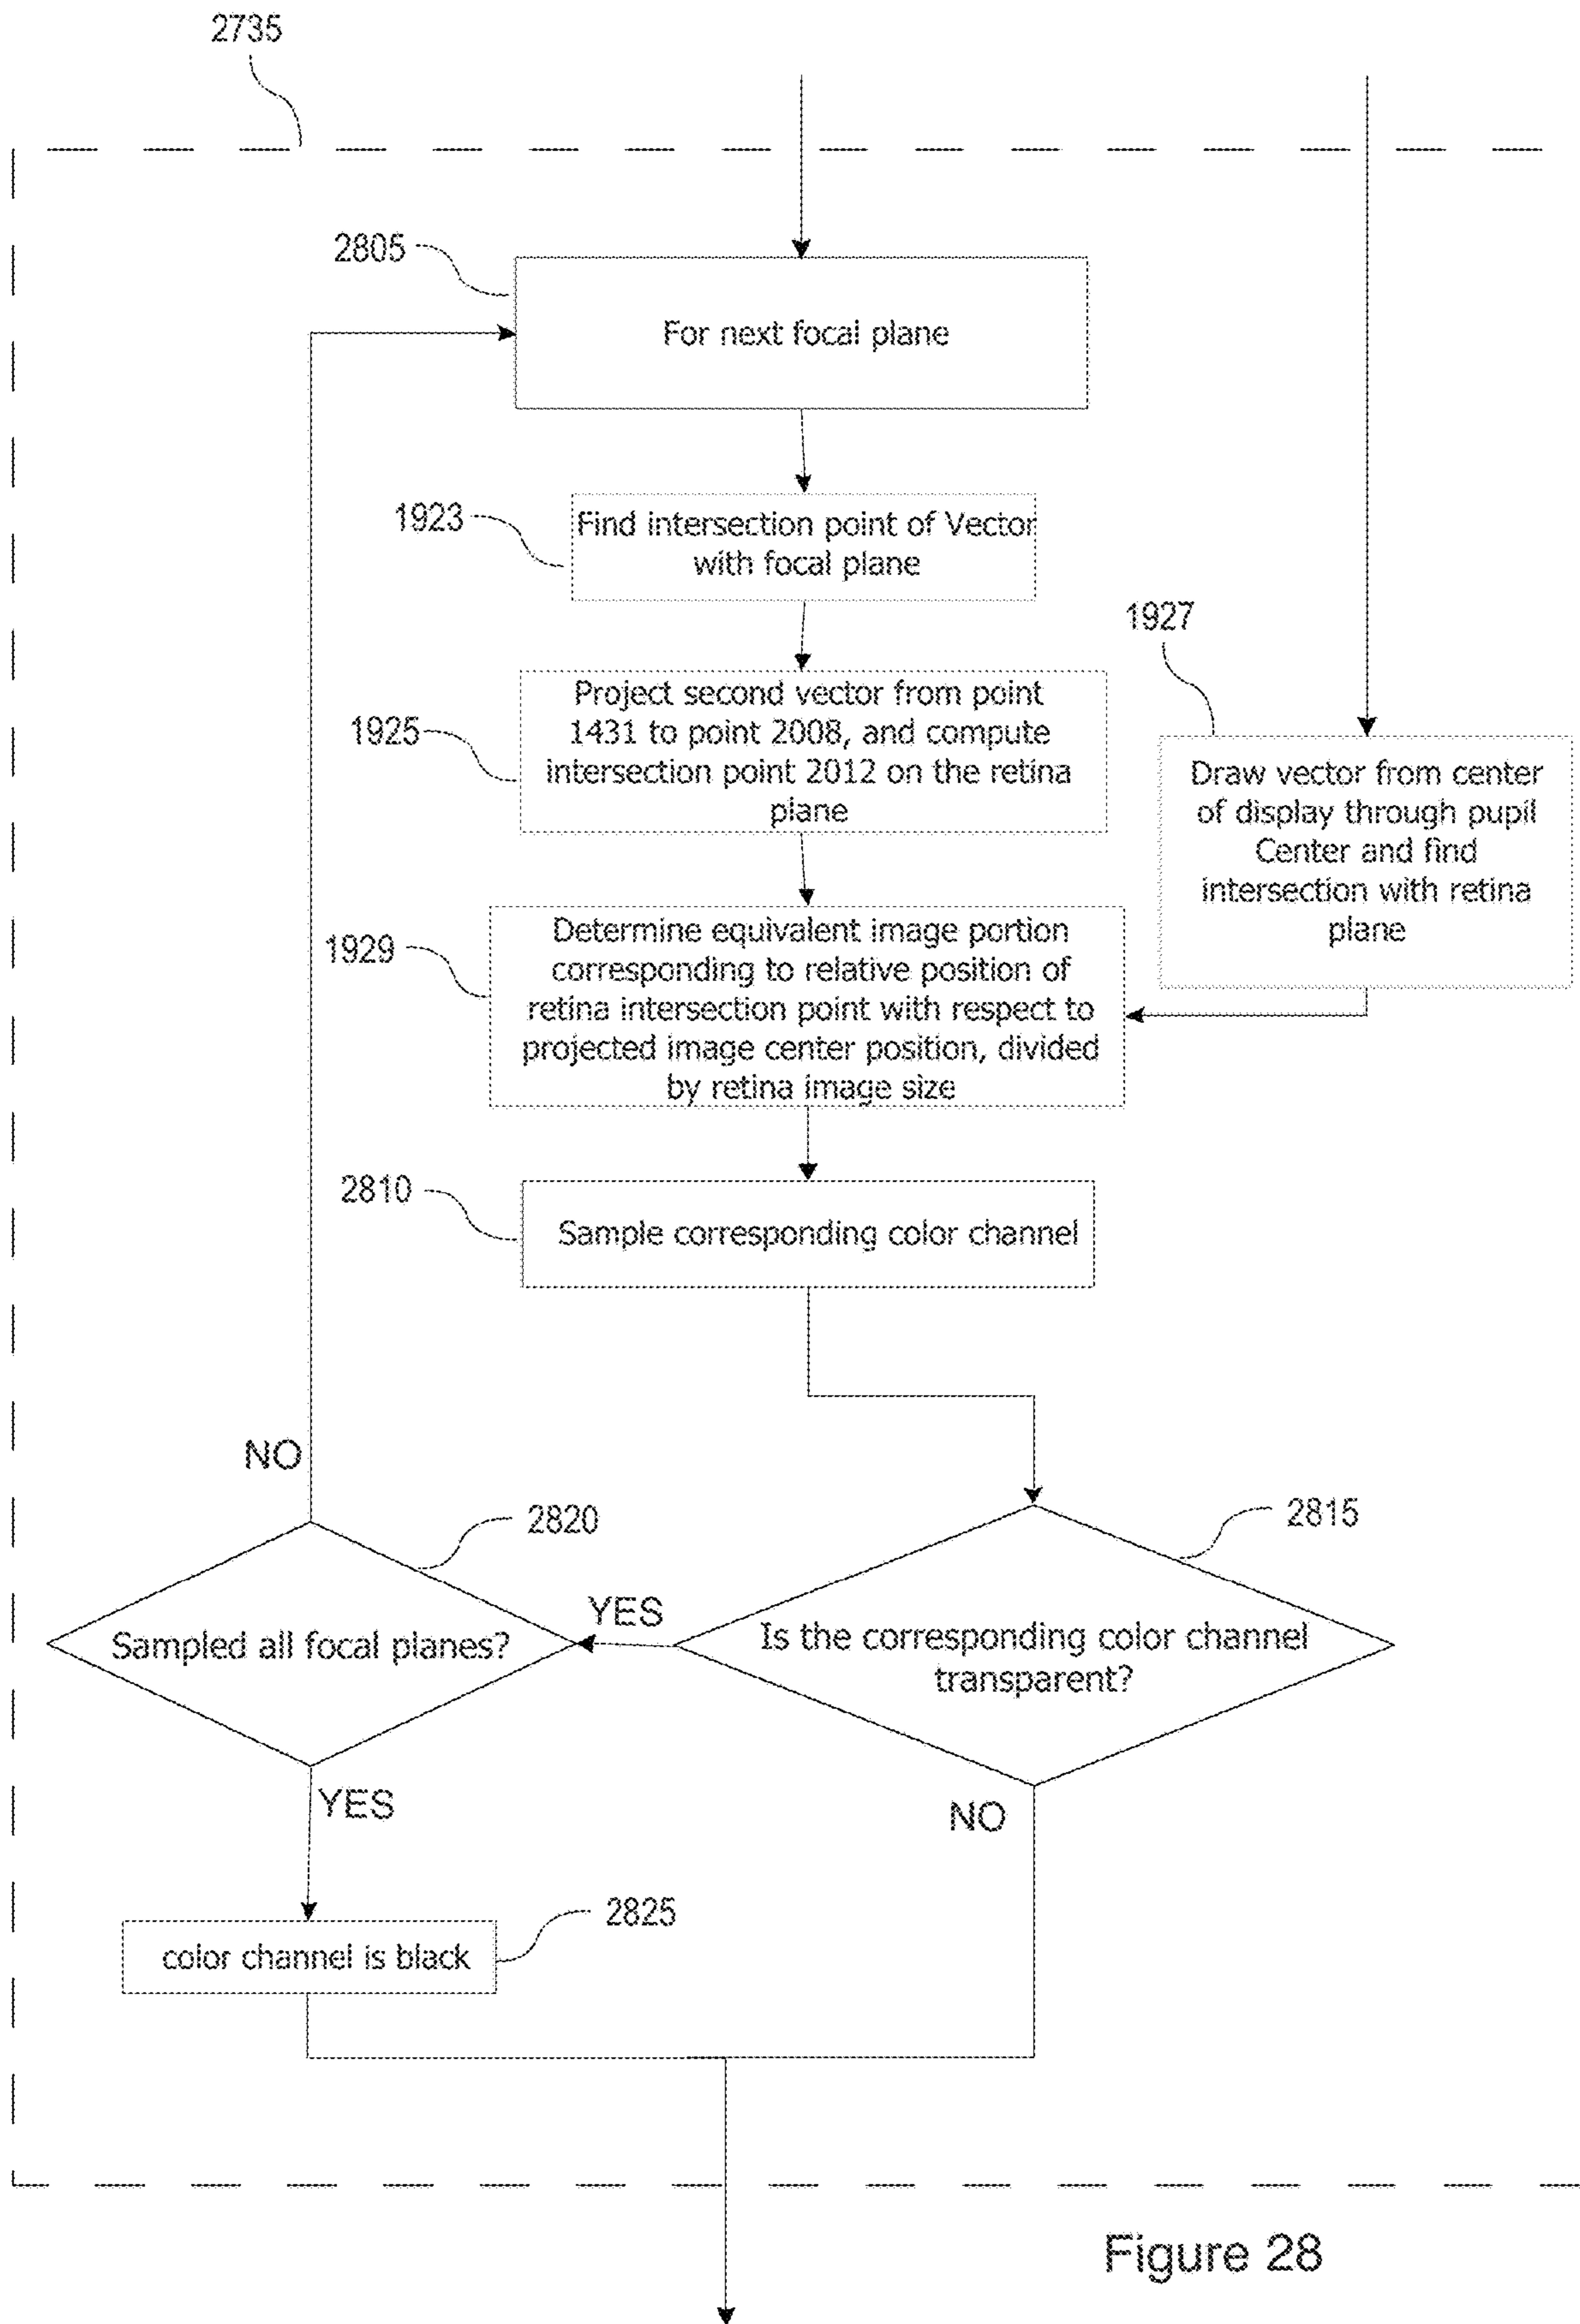 2735
2805
For next focal plane
1923
Find intersection point of Vector
with focal plane
1927
1925
Project second vector from point
1431 to point 2008, and compute
intersection point 2012 on the retina
plane
Draw vector from center
of display through pupil
Center and find
intersection with retina
plane
1929
Determine equivalent image portion
corresponding to relative position of
retina intersection point with respect to
projected image center position, divided
by retina image size
2810
Sample corresponding color channel
NO
2820
2815
Sampled all focal planes?
YES
Is the corresponding color channel
transparent?
YES
NO
2825
color channel is black
Figure 28